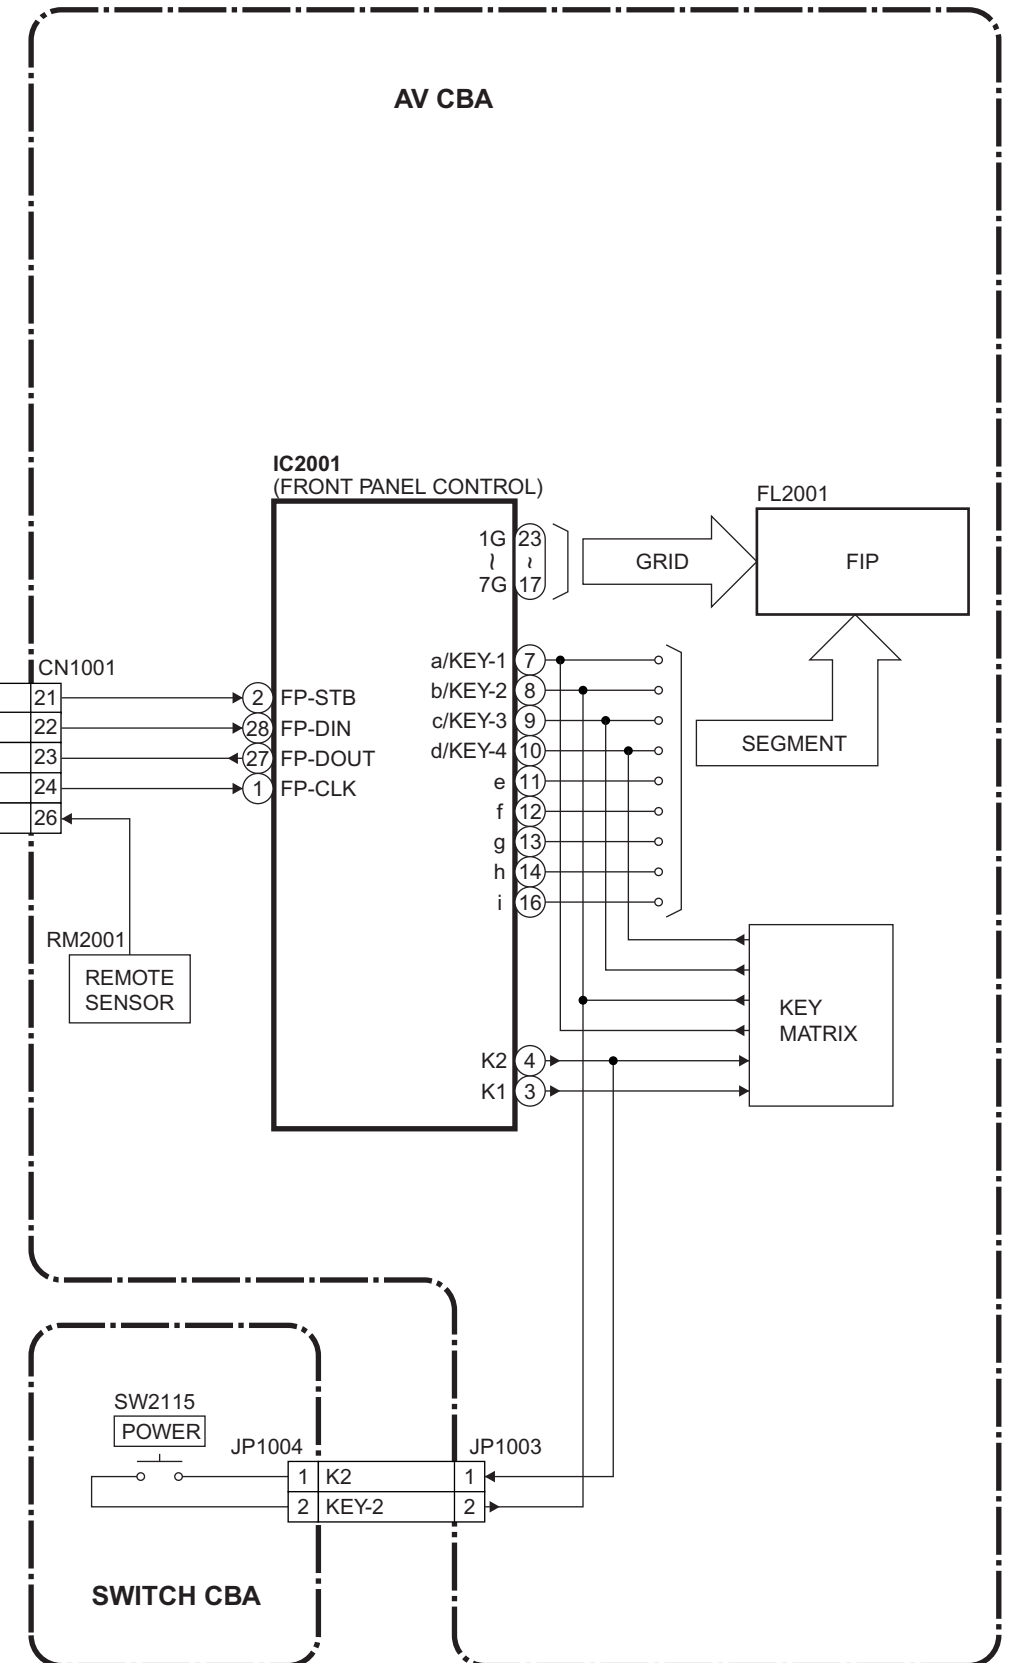 AV CBA
IC2001
(FRONT PANEL CONTROL)
1G
~
7G
23
~
17
GRID
FL2001
FIP
a/KEY-1 7
b/KEY-2 8
c/KEY-3 9
d/KEY-4 10
e 11
f 12
g 13
h 14
i 16
SEGMENT
CN1001
21
22
23
24
26
2 FP-STB
28 FP-DIN
27 FP-DOUT
1 FP-CLK
RM2001
REMOTE
SENSOR
KEY
MATRIX
K2 4
K1 3
SW2115
POWER
JP1004
JP1003
1 K2 1
2 KEY-2 2
SWITCH CBA